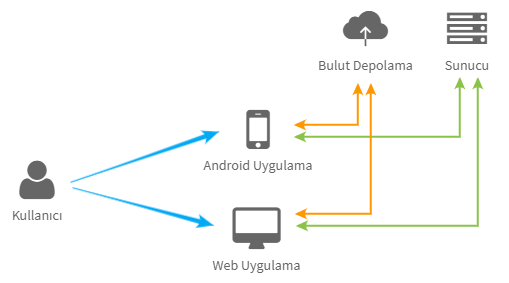 Bulut Depolama
Sunucu
Android Uygulama
Kullanıcı
Web Uygulama